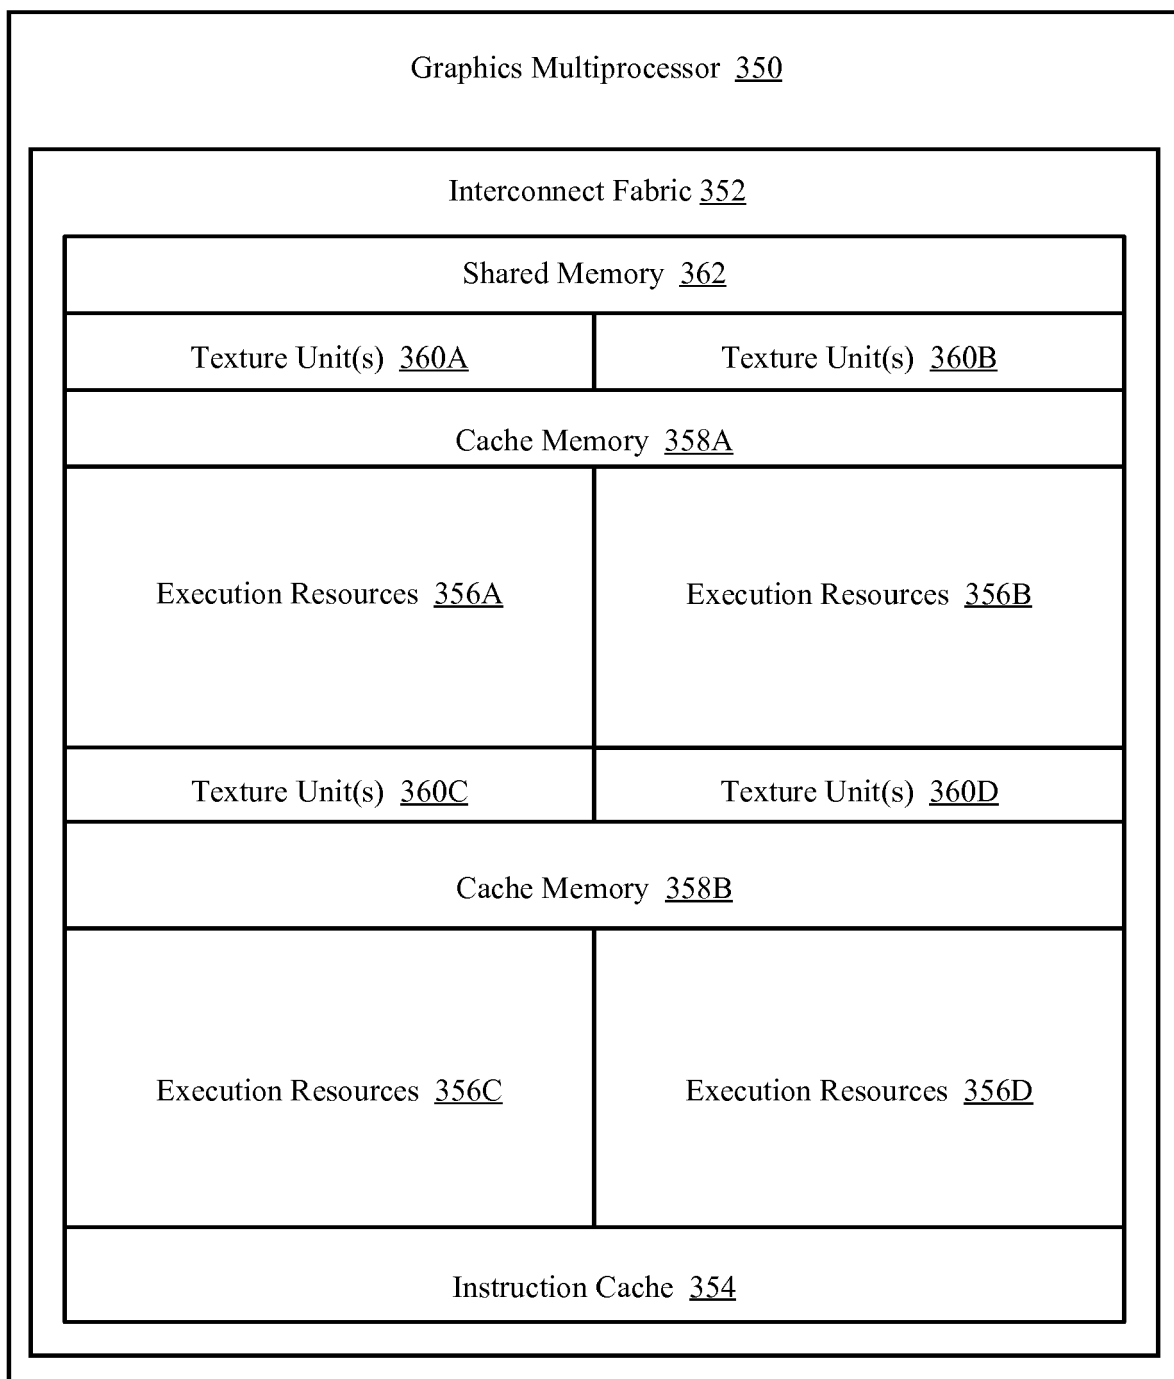 Graphics Multiprocessor 350
Interconnect Fabric 352
Shared Memory 362
Texture Unit(s) 360A
Texture Unit(s) 360B
Cache Memory 358A
Execution Resources 356A
Execution Resources 356B
Texture Unit(s) 360C
Texture Unit(s) 360D
Cache Memory 358B
Execution Resources 356C
Execution Resources 356D
Instruction Cache 354